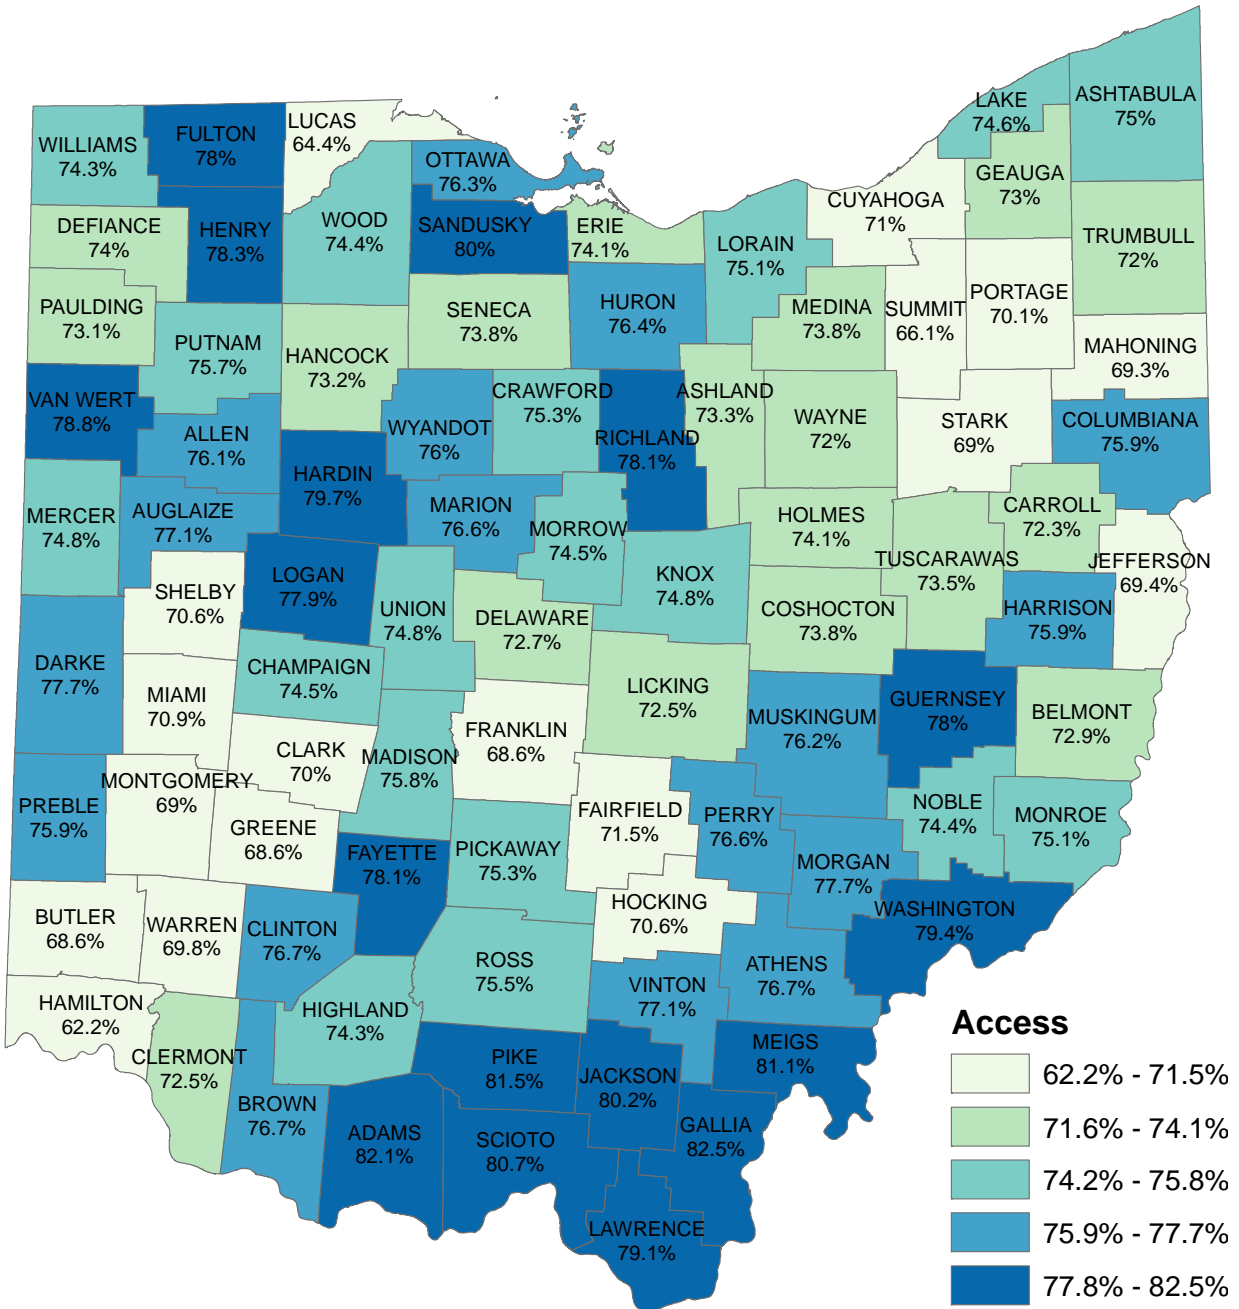 ASHTABULA
75%
LAKE
74.6%
LUCAS
64.4%
FULTON
78%
WILLIAMS
74.3%
OTTAWA
76.3%
GEAUGA
73%
CUYAHOGA
71%
WOOD
74.4%
SANDUSKY
80%
ERIE
74.1%
DEFIANCE
74%
HENRY
78.3%
LORAIN
75.1%
TRUMBULL
72%
PORTAGE
70.1%
PAULDING
73.1%
SENECA
73.8%
HURON
76.4%
MEDINA
73.8%
SUMMIT
66.1%
PUTNAM
75.7%
HANCOCK
73.2%
MAHONING
69.3%
VAN WERT
78.8%
CRAWFORD
75.3%
ASHLAND
73.3%
WAYNE
72%
STARK
69%
COLUMBIANA
75.9%
ALLEN
76.1%
WYANDOT
76%
RICHLAND
78.1%
HARDIN
79.7%
MERCER
74.8%
AUGLAIZE
77.1%
MARION
76.6%
MORROW
74.5%
HOLMES
74.1%
CARROLL
72.3%
TUSCARAWAS
73.5%
JEFFERSON
69.4%
SHELBY
70.6%
LOGAN
77.9%
KNOX
74.8%
UNION
74.8%
DELAWARE
72.7%
COSHOCTON
73.8%
HARRISON
75.9%
DARKE
77.7%
CHAMPAIGN
74.5%
LICKING
72.5%
MIAMI
70.9%
GUERNSEY
78%
BELMONT
72.9%
MUSKINGUM
76.2%
FRANKLIN
68.6%
CLARK
70%
MADISON
75.8%
MONTGOMERY
69%
PREBLE
75.9%
FAIRFIELD
71.5%
PERRY
76.6%
NOBLE
74.4%
MONROE
75.1%
GREENE
68.6%
FAYETTE
78.1%
PICKAWAY
75.3%
MORGAN
77.7%
BUTLER
68.6%
WARREN
69.8%
CLINTON
76.7%
HOCKING
70.6%
WASHINGTON
79.4%
ROSS
75.5%
ATHENS
76.7%
VINTON
77.1%
HAMILTON
62.2%
HIGHLAND
74.3%
CLERMONT
72.5%
PIKE
81.5%
MEIGS
81.1%
JACKSON
80.2%
BROWN
76.7%
ADAMS
82.1%
SCIOTO
80.7%
GALLIA
82.5%
LAWRENCE
79.1%
Access
62.2% - 71.5%
71.6% - 74.1%
74.2% - 75.8%
75.9% - 77.7%
77.8% - 82.5%